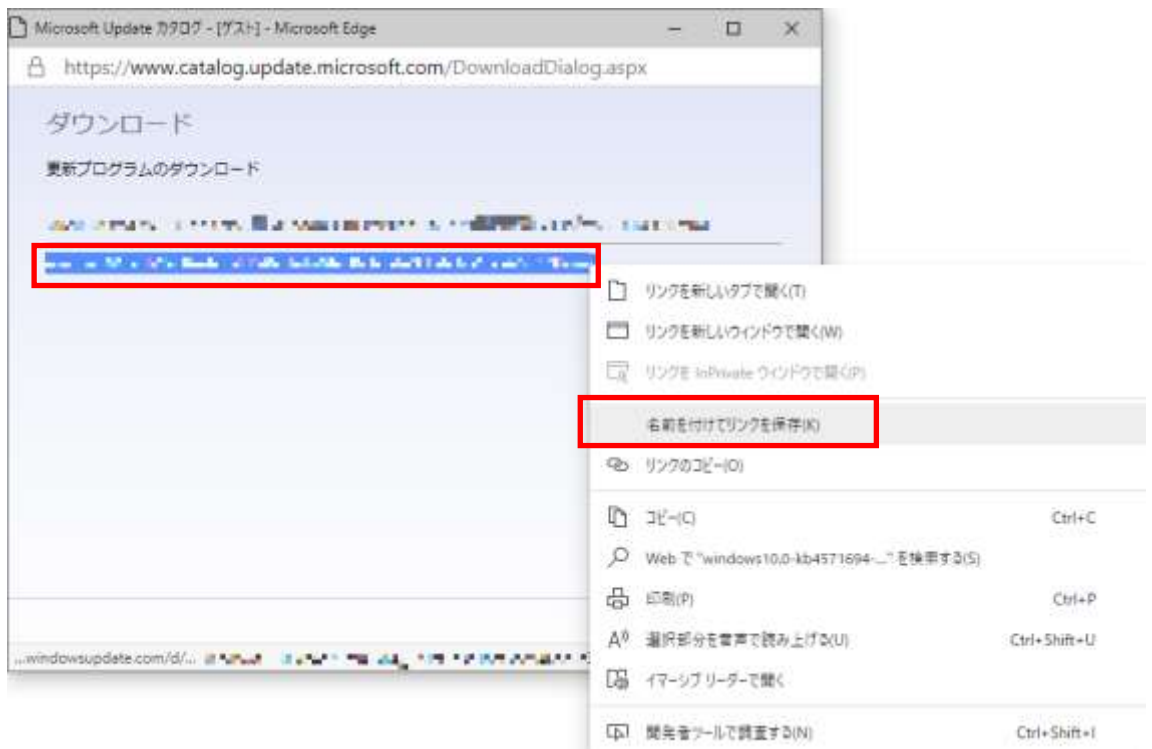 Microsoft Update カタログ - [ゲスト] - Microsoft Edge
https://www.catalog.update.microsoft.com/DownloadDialog.aspx
ダウンロード
更新プログラムのダウンロード
リンクを新しいタブで開く(T)
リンクを新しいウィンドウで開く(W)
リンクを InPrivate ウィンドウで開く(P)
名前を付けてリンクを保存(K)
リンクのコピー(O)
コピー(C) Ctrl+C
Web で "windows10.0-kb4571694-..." を検索する(S)
印刷(P) Ctrl+P
選択部分を音声で読み上げる(U) Ctrl+Shift+U
...windowsupdate.com/d/...
イマーシブ リーダーで開く
開発者ツールで調査する(N) Ctrl+Shift+I